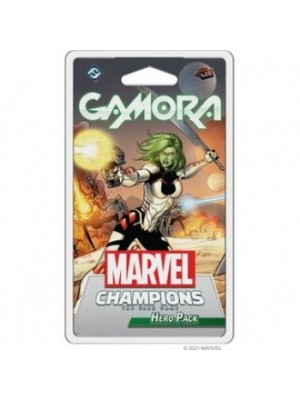 GAMORA
MARVEL
CHAMPIONS
THE CARD GAME
HERO PACK
© 2021 MARVEL